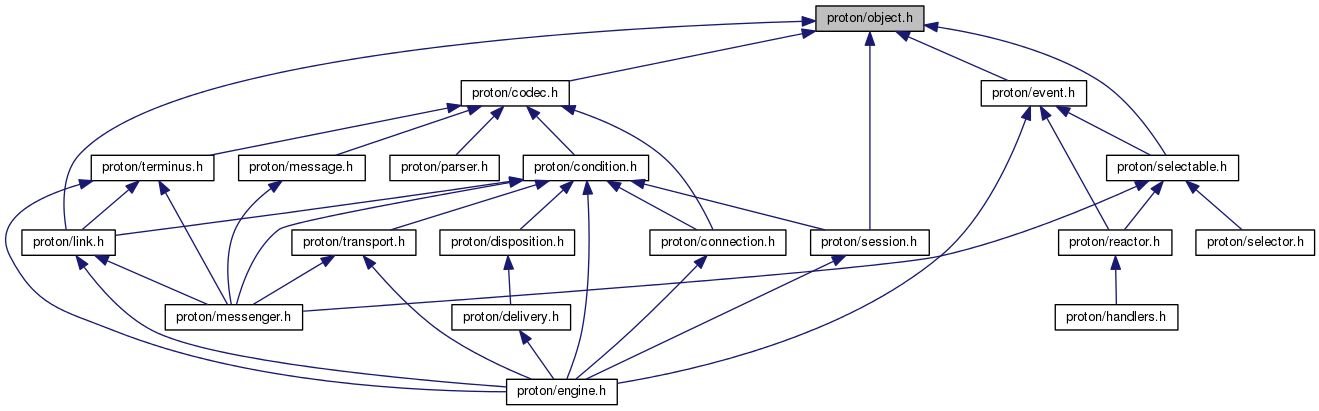 proton/object.h
proton/codec.h
proton/event.h
proton/terminus.h
proton/message.h
proton/parser.h
proton/condition.h
proton/selectable.h
proton/link.h
proton/transport.h
proton/disposition.h
proton/connection.h
proton/session.h
proton/reactor.h
proton/selector.h
proton/messenger.h
proton/delivery.h
proton/handlers.h
proton/engine.h